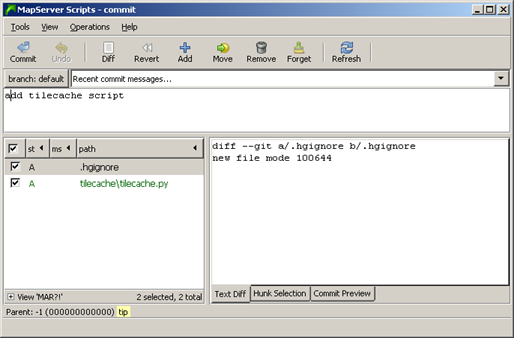 MapServer Scripts - commit
Tools View Operations Help
Commit Undo Diff Revert Add Move Remove Forget Refresh
branch: default Recent commit messages...
add tilecache script
st ms path
A .hgignore
A tilecache\tilecache.py
diff --git a/.hgignore b/.hgignore
new file mode 100644
View 'MAR?!' 2 selected, 2 total
Text Diff Hunk Selection Commit Preview
Parent: -1 (000000000000) tip